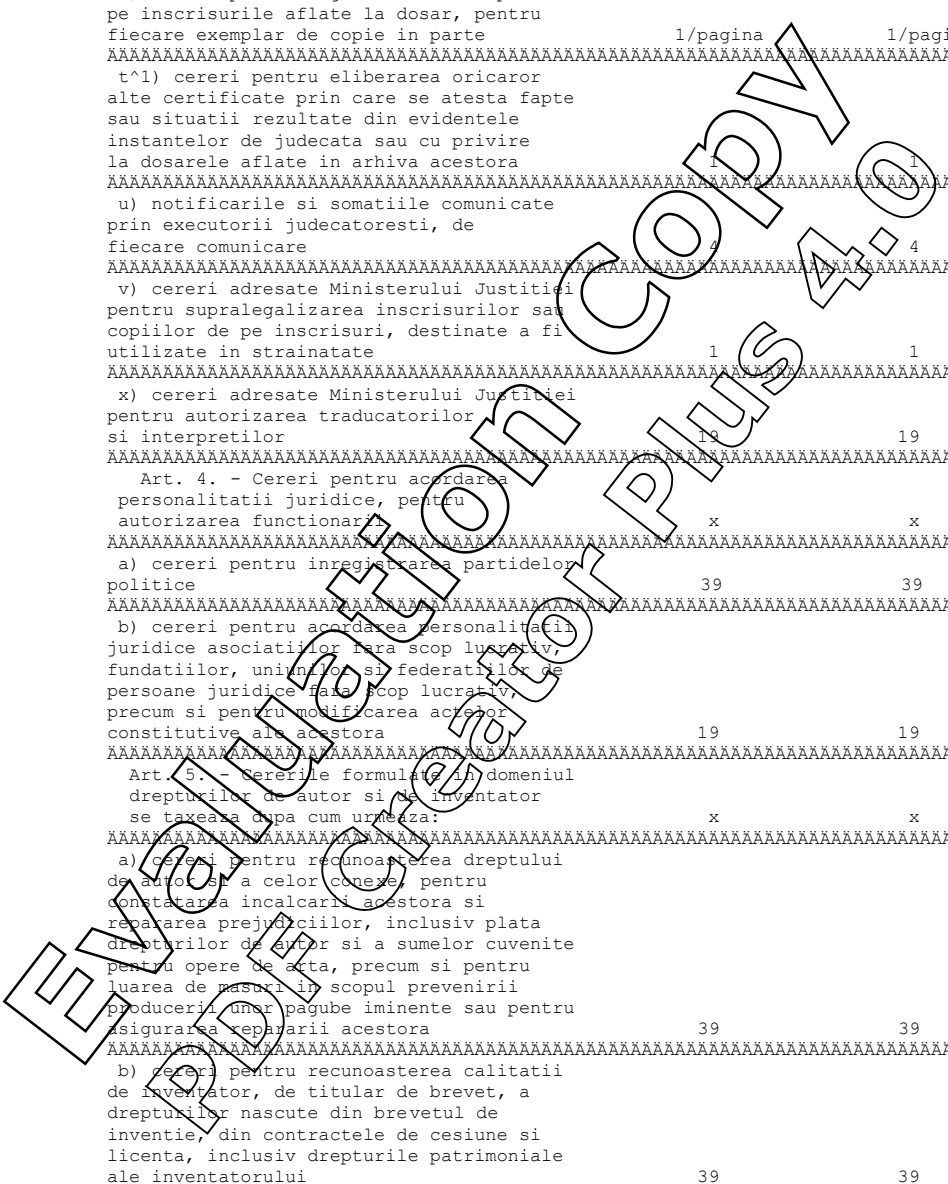 pe inscrisurile aflate la dosar, pentru
fiecare exemplar de copie in parte 1/pagina 1/pagi
t^1) cereri pentru eliberarea oricaror
alte certificate prin care se atesta fapte
sau situatii rezultate din evidentele
instantelor de judecata sau cu privire
la dosarele aflate in arhiva acestora 1 1
u) notificarile si somatiile comunicate
prin executorii judecatoresti, de
fiecare comunicare 4 4
v) cereri adresate Ministerului Justitiei
pentru supralegalizarea inscrisurilor sau
copiilor de pe inscrisuri, destinate a fi
utilizate in strainatate 1 1
x) cereri adresate Ministerului Justitiei
pentru autorizarea traducatorilor
si interpretilor 19 19
Art. 4. - Cereri pentru acordarea
personalitatii juridice, pentru
autorizarea functionarii x x
a) cereri pentru inregistrarea partidelor
politice 39 39
b) cereri pentru acordarea personalitatii
juridice asociatiilor fara scop lucrativ,
fundatiilor, uniunilor si federatiilor de
persoane juridice fara scop lucrativ,
precum si pentru modificarea actelor
constitutive ale acestora 19 19
Art. 5. - Cererile formulate in domeniul
drepturilor de autor si de inventator
se taxeaza dupa cum urmeaza: x x
a) cereri pentru recunoasterea dreptului
de autor si a celor conexe, pentru
constatarea incalcarii acestora si
repararea prejudiciilor, inclusiv plata
drepturilor de autor si a sumelor cuvenite
pentru opere de arta, precum si pentru
luarea de masuri in scopul prevenirii
producerii unor pagube iminente sau pentru
asigurarea repararii acestora 39 39
b) cereri pentru recunoasterea calitatii
de inventator, de titular de brevet, a
drepturilor nascute din brevetul de
inventie, din contractele de cesiune si
licenta, inclusiv drepturile patrimoniale
ale inventatorului 39 39
Evaluation Copy
PDF Creator Plus 4.0